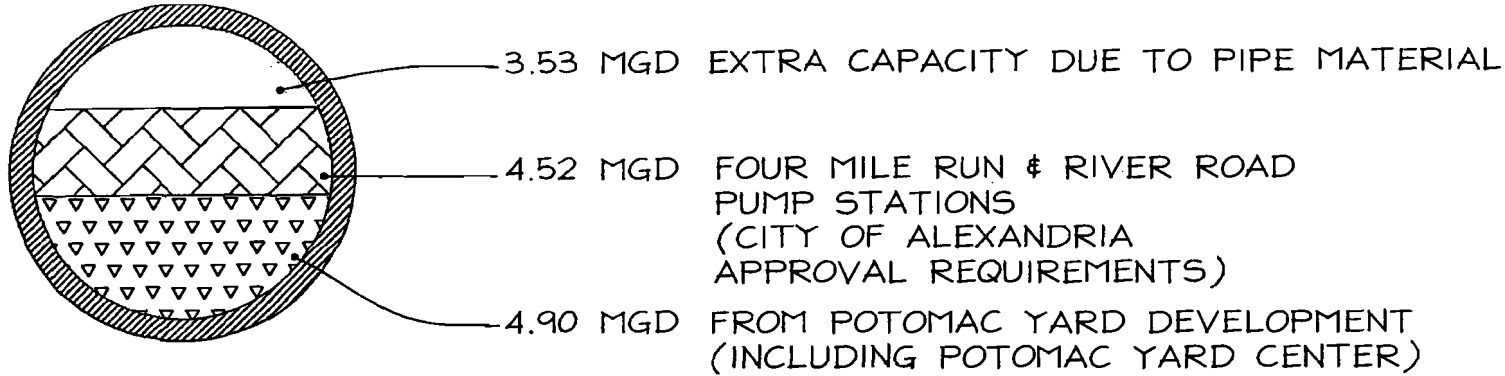 3.53 MGD EXTRA CAPACITY DUE TO PIPE MATERIAL
4.52 MGD FOUR MILE RUN & RIVER ROAD
PUMP STATIONS
(CITY OF ALEXANDRIA
APPROVAL REQUIREMENTS)
4.90 MGD FROM POTOMAC YARD DEVELOPMENT
(INCLUDING POTOMAC YARD CENTER)